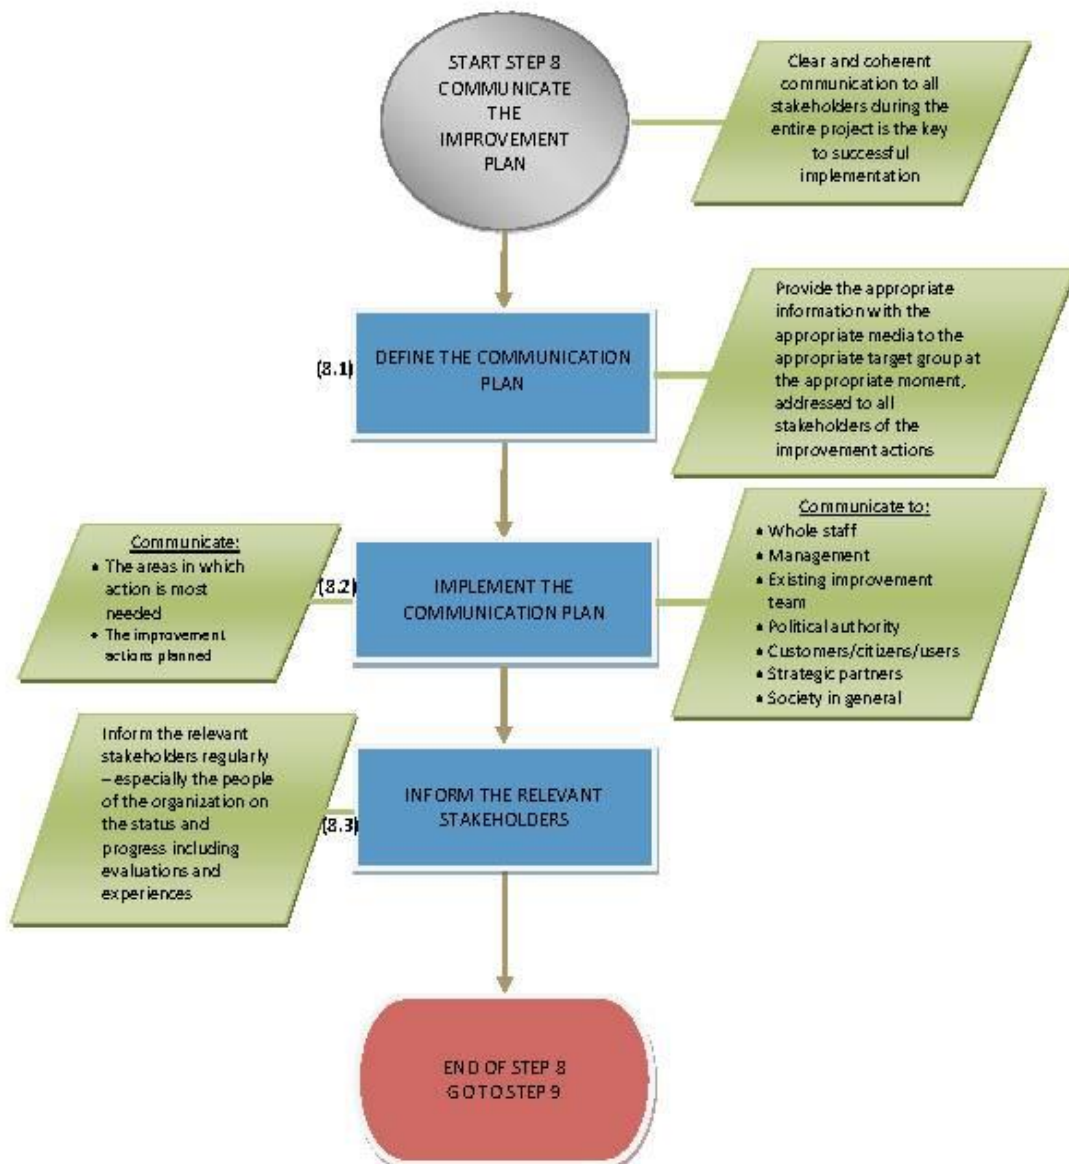 START STEP 8
COMMUNICATE
THE
IMPROVEMENT
PLAN
Clear and coherent
communication to all
stakeholders during the
entire project is the key
to successful
implementation
(8.1)
DEFINE THE COMMUNICATION
PLAN
Provide the appropriate
information with the
appropriate media to the
appropriate target group at
the appropriate moment,
addressed to all
stakeholders of the
improvement actions
Communicate:
• The areas in which
action is most
needed
• The improvement
actions planned
(8.2)
IMPLEMENT THE
COMMUNICATION PLAN
Communicate to:
• Whole staff
• Management
• Existing improvement
team
• Political authority
• Customers/citizens/users
• Strategic partners
• Society in general
Inform the relevant
stakeholders regularly
– especially the people
of the organization on
the status and
progress including
evaluations and
experiences
(8.3)
INFORM THE RELEVANT
STAKEHOLDERS
END OF STEP 8
GO TO STEP 9